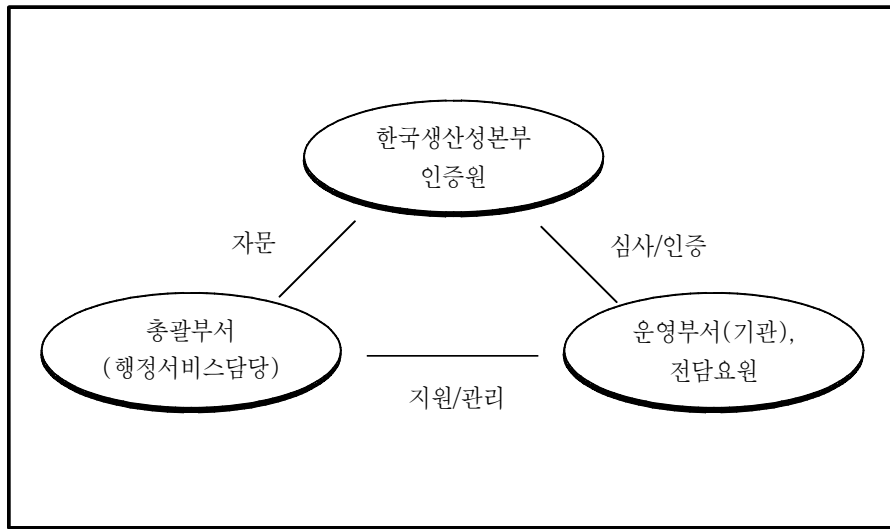 한국생산성본부
인증원
자문
심사/인증
총괄부서
(행정서비스담당)
운영부서(기관),
전담요원
지원/관리